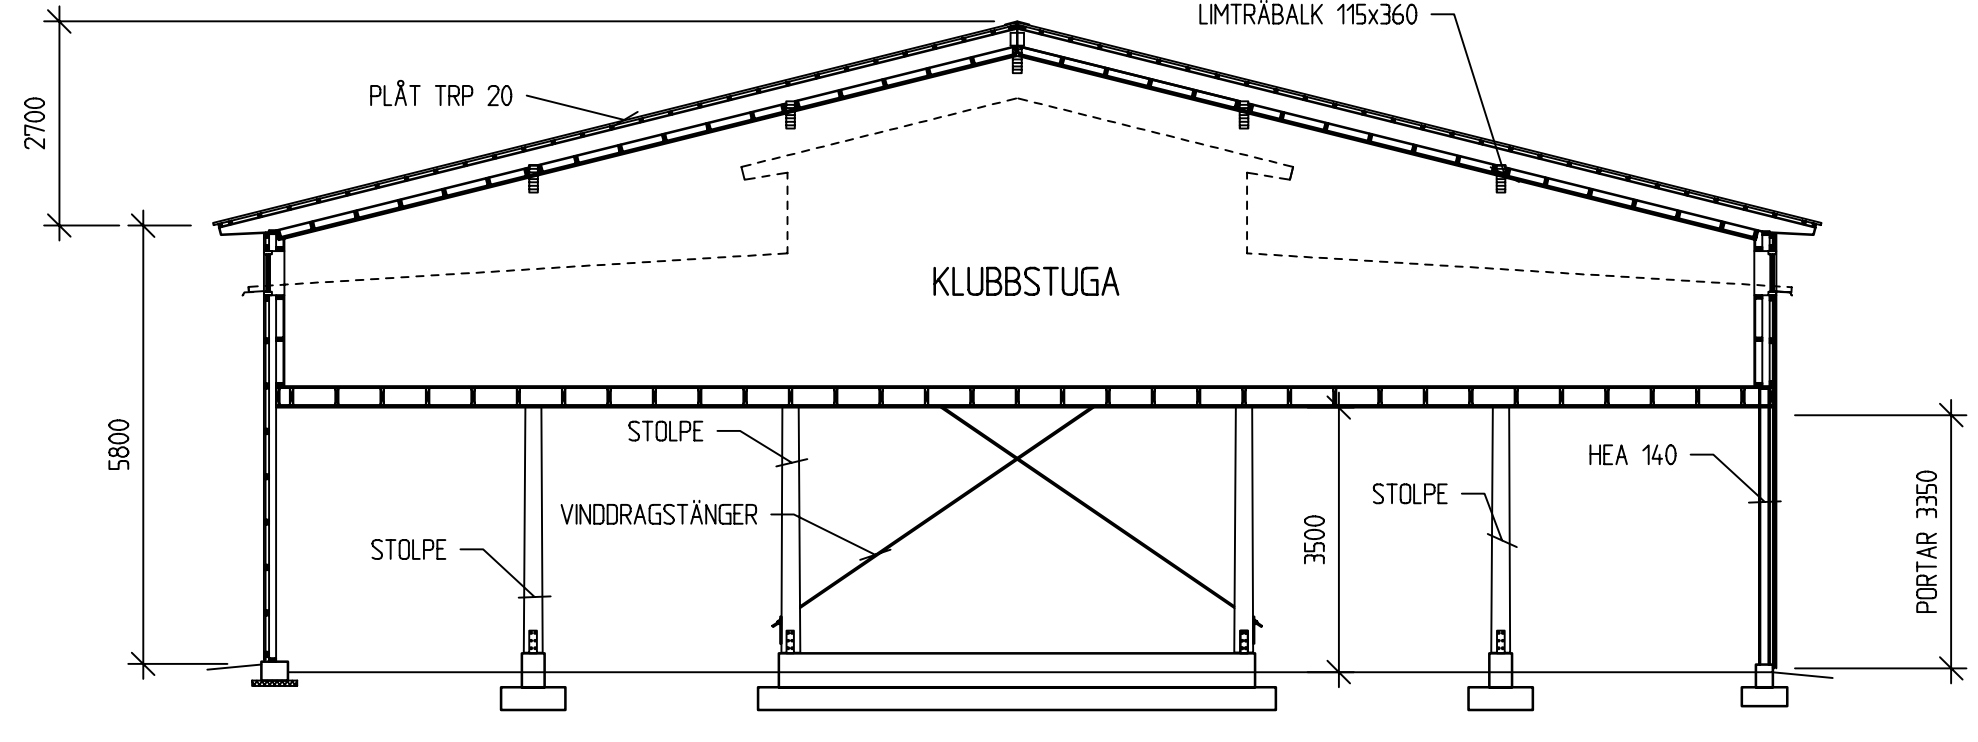 LIMTRÄBALK 115x360
PLÅT TRP 20
2700
KLUBBSTUGA
5800
STOLPE
HEA 140
STOLPE
VINDDRAGSTÄNGER
3500
PORTAR 3350
STOLPE